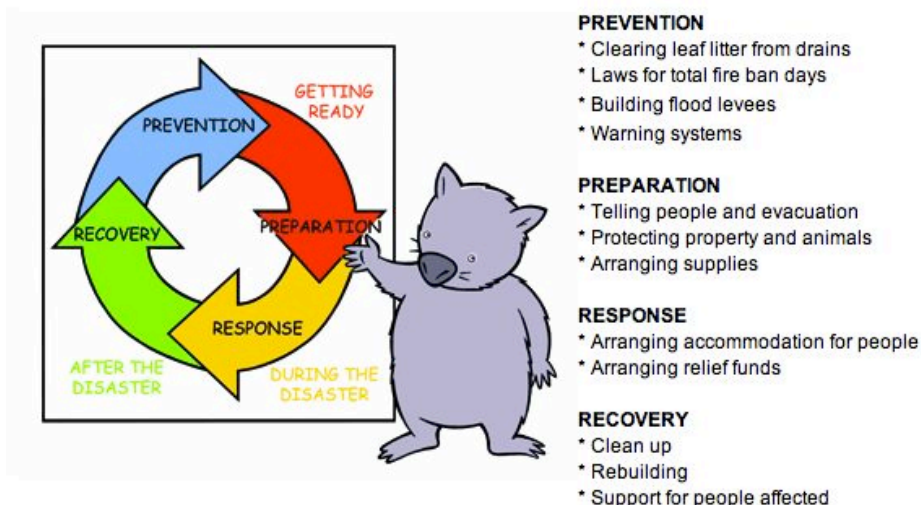 PREVENTION
GETTING
READY
PREPARATION
RESPONSE
DURING THE
DISASTER
RECOVERY
AFTER THE
DISASTER
PREVENTION
* Clearing leaf litter from drains
* Laws for total fire ban days
* Building flood levees
* Warning systems
PREPARATION
* Telling people and evacuation
* Protecting property and animals
* Arranging supplies
RESPONSE
* Arranging accommodation for people
* Arranging relief funds
RECOVERY
* Clean up
* Rebuilding
* Support for people affected